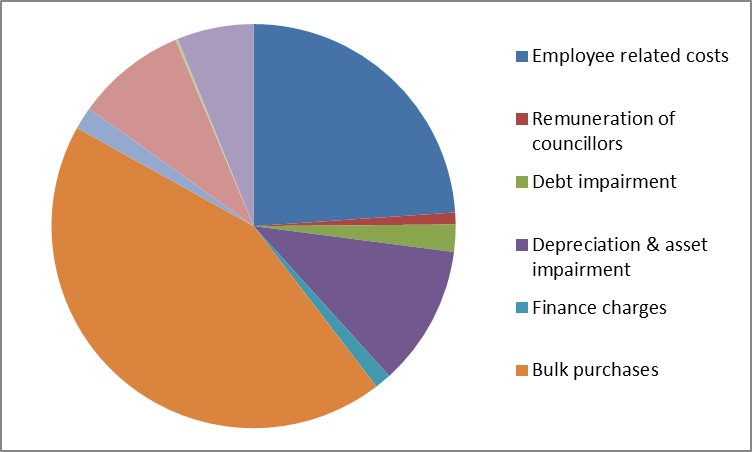 Employee related costs
Remuneration of
councillors
Debt impairment
Depreciation & asset
impairment
Finance charges
Bulk purchases